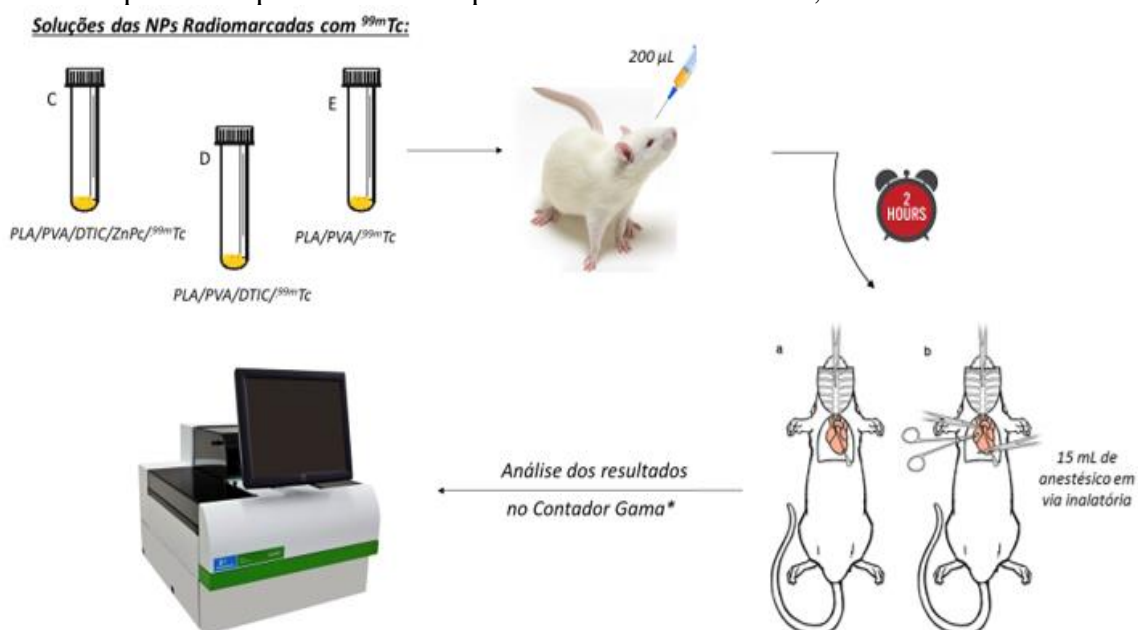 Soluções das NPs Radiomarcadas com ⁹⁹ᵐTc:
C
PLA/PVA/DTIC/ZnPc/⁹⁹ᵐTc
D
PLA/PVA/DTIC/⁹⁹ᵐTc
E
PLA/PVA/⁹⁹ᵐTc
200 µL
2
HOURS
a
b
15 mL de
anestésico em
via inalatória
Análise dos resultados
no Contador Gama*